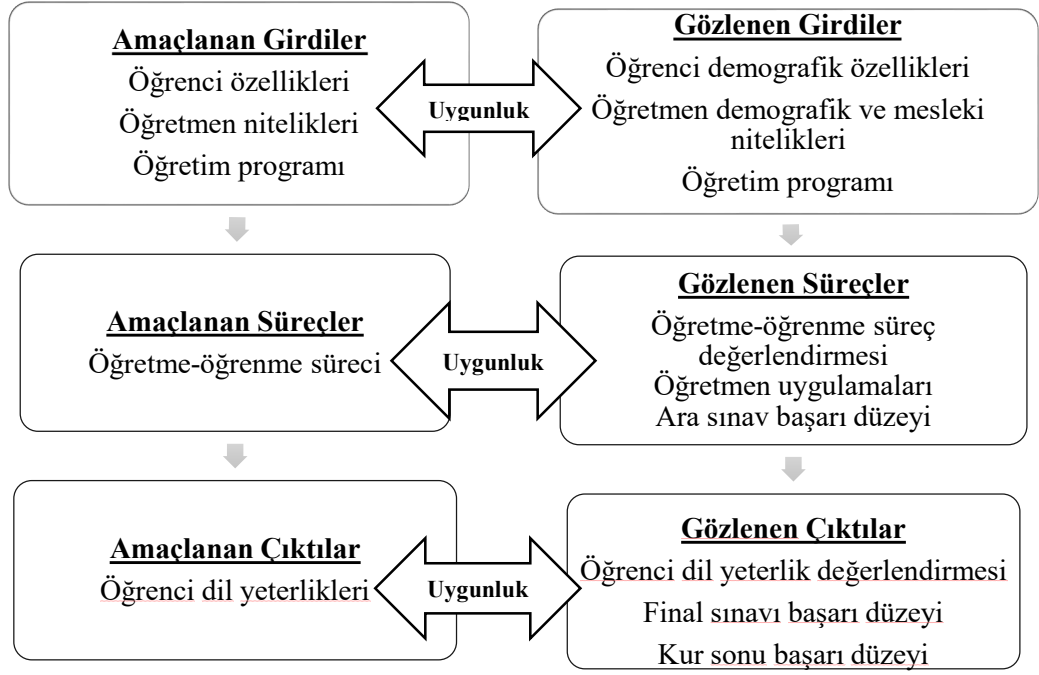 Amaçlanan Girdiler
Öğrenci özellikleri
Öğretmen nitelikleri
Öğretim programı
Uygunluk
Gözlenen Girdiler
Öğrenci demografik özellikleri
Öğretmen demografik ve mesleki
nitelikleri
Öğretim programı
Amaçlanan Süreçler
Öğretme-öğrenme süreci
Uygunluk
Gözlenen Süreçler
Öğretme-öğrenme süreç
değerlendirmesi
Öğretmen uygulamaları
Ara sınav başarı düzeyi
Amaçlanan Çıktılar
Öğrenci dil yeterlikleri
Uygunluk
Gözlenen Çıktılar
Öğrenci dil yeterlik değerlendirmesi
Final sınavı başarı düzeyi
Kur sonu başarı düzeyi